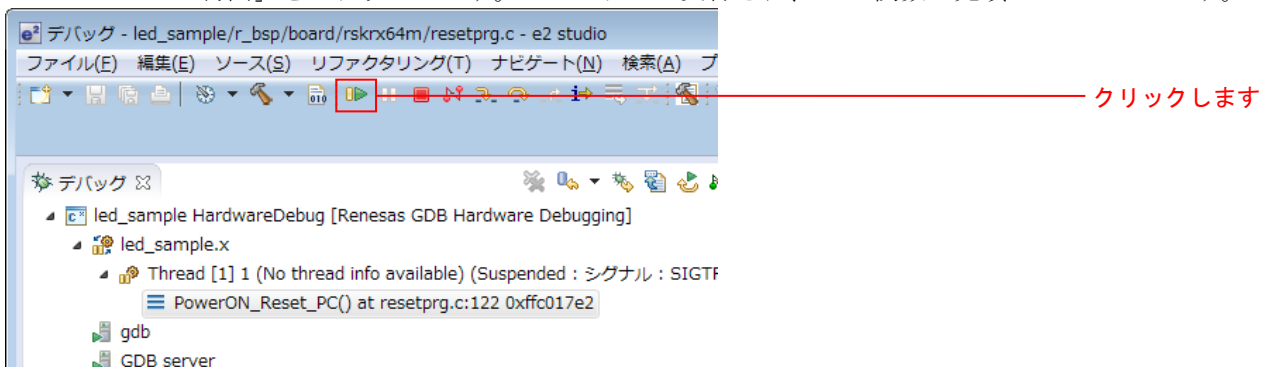 デバッグ - led_sample/r_bsp/board/rskrx64m/resetprg.c - e2 studio
ファイル(F) 編集(E) ソース(S) リファクタリング(T) ナビゲート(N) 検索(A) プ
クリックします
デバッグ
led_sample HardwareDebug [Renesas GDB Hardware Debugging]
led_sample.x
Thread [1] 1 (No thread info available) (Suspended : シグナル : SIGTF
PowerON_Reset_PC() at resetprg.c:122 0xffc017e2
gdb
GDB server